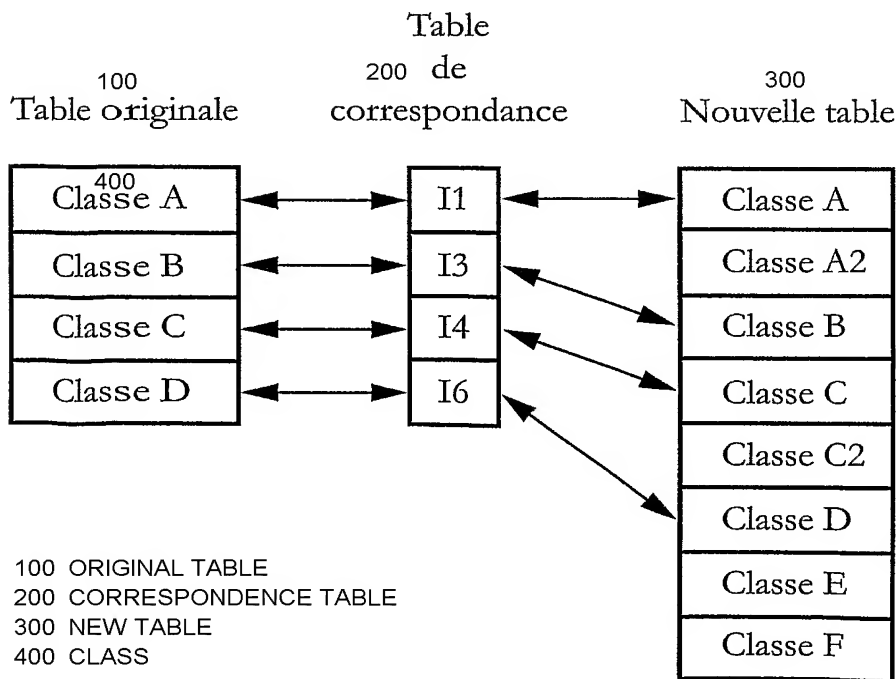 100
Table originale
Table
200 de
correspondance
300
Nouvelle table
400
Classe A
Classe B
Classe C
Classe D
I1
I3
I4
I6
Classe A
Classe A2
Classe B
Classe C
Classe C2
Classe D
Classe E
Classe F
100 ORIGINAL TABLE
200 CORRESPONDENCE TABLE
300 NEW TABLE
400 CLASS